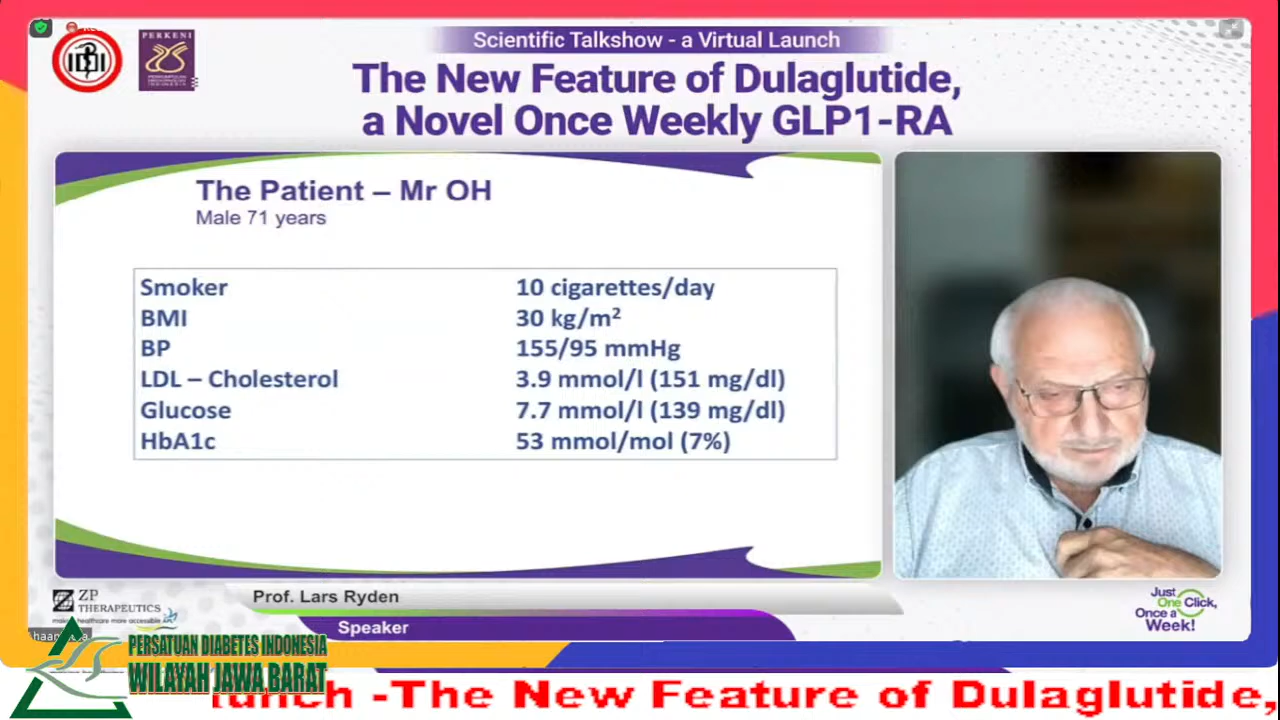 Scientific Talkshow - a Virtual Launch
The New Feature of Dulaglutide,
a Novel Once Weekly GLP1-RA
PERKENI
The Patient – Mr OH
Male 71 years
Smoker 10 cigarettes/day
BMI 30 kg/m²
BP 155/95 mmHg
LDL – Cholesterol 3.9 mmol/l (151 mg/dl)
Glucose 7.7 mmol/l (139 mg/dl)
HbA1c 53 mmol/mol (7%)
ZP
THERAPEUTICS
Prof. Lars Ryden
Speaker
Just
One Click,
Once a
Week!
PERSATUAN DIABETES INDONESIA
WILAYAH JAWA BARAT
-The New Feature of Dulaglutide,